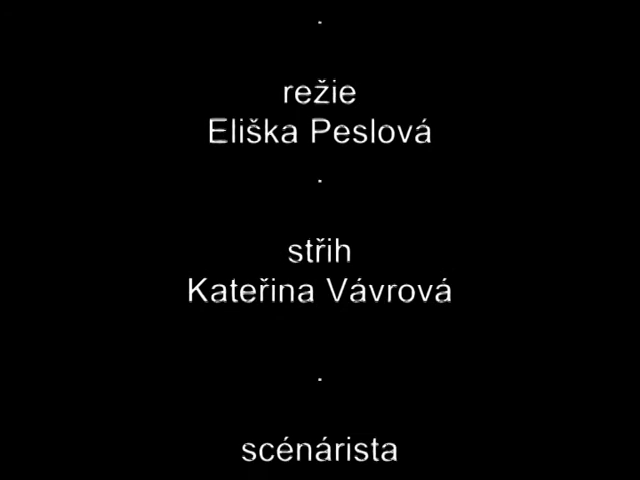 .
režie
Eliška Peslová
.
střih
Kateřina Vávrová
.
scénárista